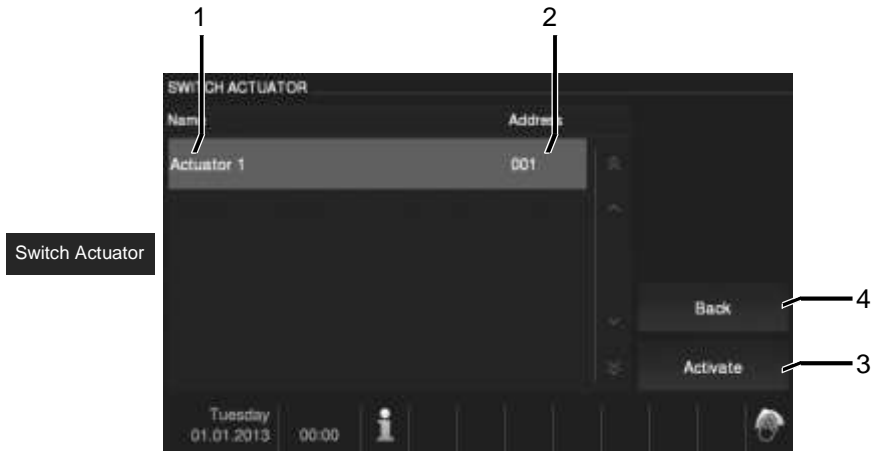 1 2
SWITCH ACTUATOR
Name Address
Actuator 1 001
Switch Actuator
Back 4
Activate 3
Tuesday
01.01.2013 00:00